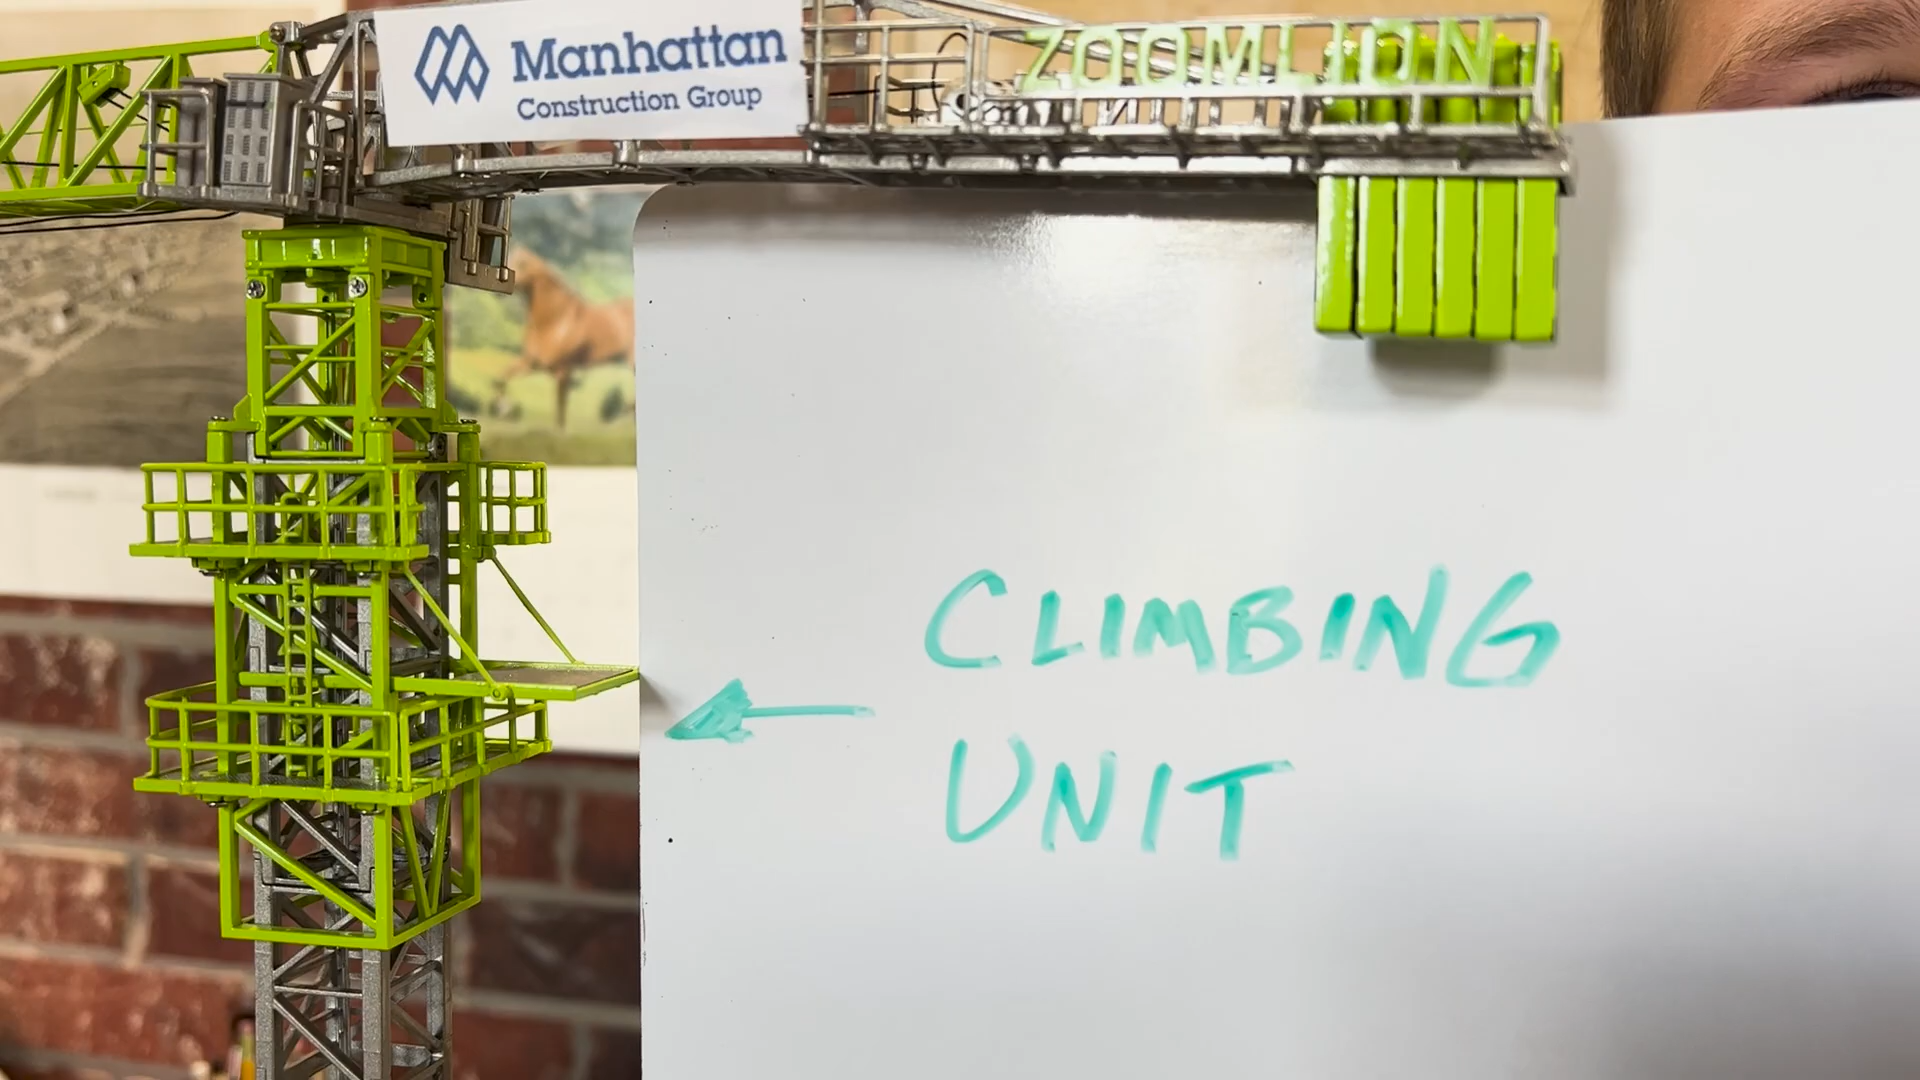 Manhattan
Construction Group
ZOOMLION
CLIMBING
UNIT